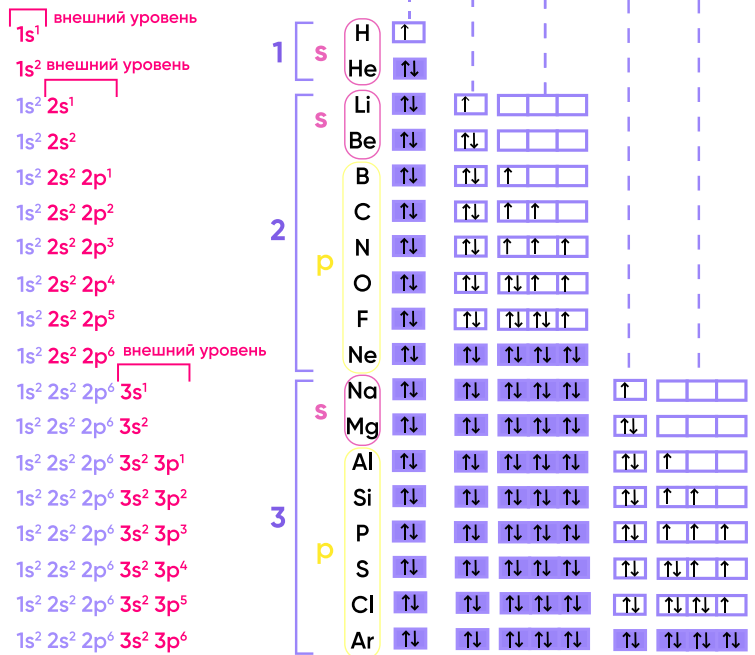 1s¹ внешний уровень 1 s H ↑
1s² внешний уровень He ↑↓
1s² 2s¹ 2 s Li ↑↓ ↑
1s² 2s² Be ↑↓ ↑↓
1s² 2s² 2p¹ p B ↑↓ ↑↓ ↑
1s² 2s² 2p² C ↑↓ ↑↓ ↑ ↑
1s² 2s² 2p³ N ↑↓ ↑↓ ↑ ↑ ↑
1s² 2s² 2p⁴ O ↑↓ ↑↓ ↑↓ ↑ ↑
1s² 2s² 2p⁵ F ↑↓ ↑↓ ↑↓ ↑↓ ↑
1s² 2s² 2p⁶ Ne ↑↓ ↑↓ ↑↓ ↑↓ ↑↓
внешний уровень
1s² 2s² 2p⁶ 3s¹ 3 s Na ↑↓ ↑↓ ↑↓ ↑↓ ↑↓ ↑
1s² 2s² 2p⁶ 3s² Mg ↑↓ ↑↓ ↑↓ ↑↓ ↑↓ ↑↓
1s² 2s² 2p⁶ 3s² 3p¹ p Al ↑↓ ↑↓ ↑↓ ↑↓ ↑↓ ↑↓ ↑
1s² 2s² 2p⁶ 3s² 3p² Si ↑↓ ↑↓ ↑↓ ↑↓ ↑↓ ↑↓ ↑ ↑
1s² 2s² 2p⁶ 3s² 3p³ P ↑↓ ↑↓ ↑↓ ↑↓ ↑↓ ↑↓ ↑ ↑ ↑
1s² 2s² 2p⁶ 3s² 3p⁴ S ↑↓ ↑↓ ↑↓ ↑↓ ↑↓ ↑↓ ↑↓ ↑ ↑
1s² 2s² 2p⁶ 3s² 3p⁵ Cl ↑↓ ↑↓ ↑↓ ↑↓ ↑↓ ↑↓ ↑↓ ↑↓ ↑
1s² 2s² 2p⁶ 3s² 3p⁶ Ar ↑↓ ↑↓ ↑↓ ↑↓ ↑↓ ↑↓ ↑↓ ↑↓ ↑↓